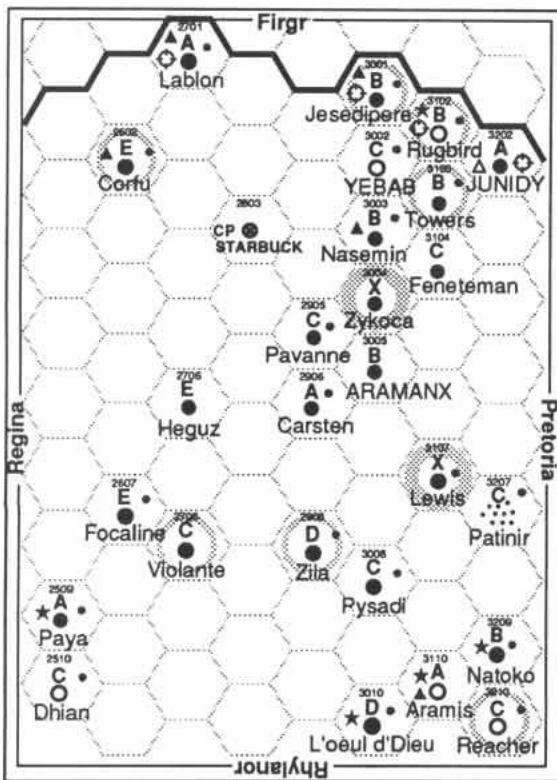 Firgr
2701
A
Lablon
3001
B
Jesedipere
3102
B
Rugbird
2602
E
Corfu
3002
C
YEBAB
3202
A
JUNIDY
3103
B
Towers
2803
CP
STARBUCK
3003
B
Nasemin
3104
C
Feneteman
3004
X
Zykoca
2905
C
Pavanne
3005
B
ARAMANX
2706
E
Heguz
2906
A
Carsten
Regina
Pretoria
3107
X
Lewis
3207
C
Patinir
2607
E
Focaline
2708
C
Violante
2908
D
Zila
3008
C
Pysadi
2509
A
Paya
3209
B
Natoko
2510
C
Dhian
3110
A
Aramis
3010
D
L'oeul d'Dieu
3210
C
Reacher
Rhylanor